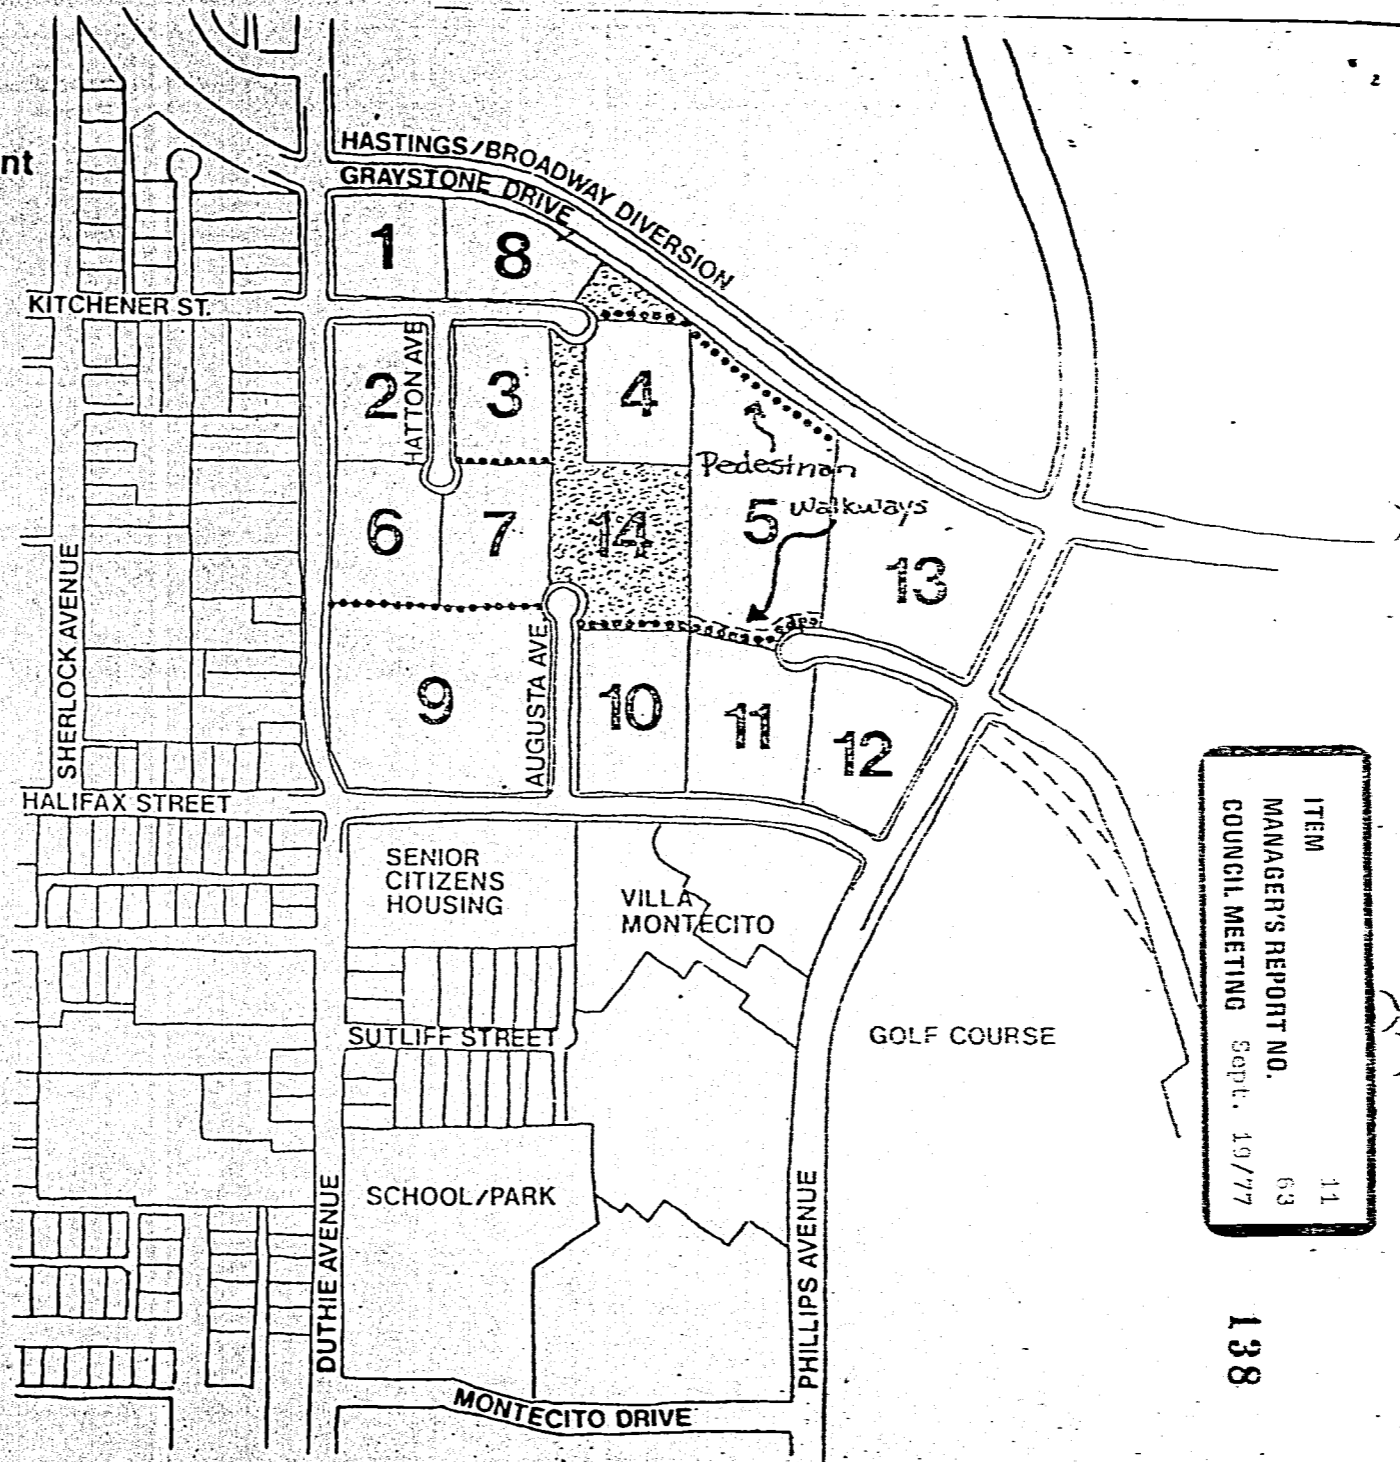 nt
HASTINGS/BROADWAY DIVERSION
GRAYSTONE DRIVE
1
8
KITCHENER ST.
HATTON AVE
2
3
4
Pedestrian
walkways
6
7
14
5
13
SHERLOCK AVENUE
AUGUSTA AVE.
9
10
11
12
HALIFAX STREET
SENIOR
CITIZENS
HOUSING
VILLA
MONTECITO
SUTLIFF STREET
GOLF COURSE
SCHOOL/PARK
DUTHIE AVENUE
PHILLIPS AVENUE
MONTECITO DRIVE
ITEM 11
MANAGER'S REPORT NO. 63
COUNCIL MEETING Sept. 19/77
138